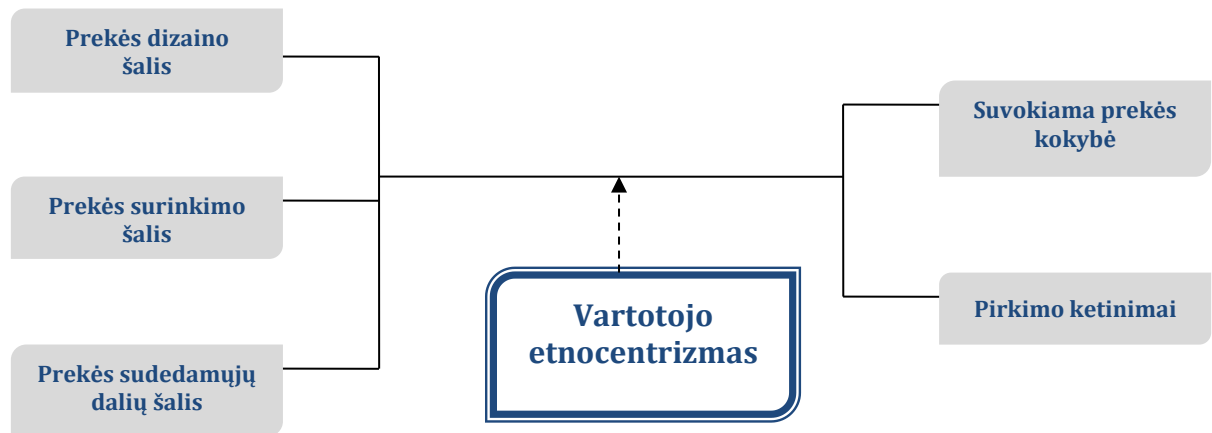 Prekės dizaino
šalis
Prekės surinkimo
šalis
Prekės sudedamųjų
dalių šalis
Vartotojo
etnocentrizmas
Suvokiama prekės
kokybė
Pirkimo ketinimai